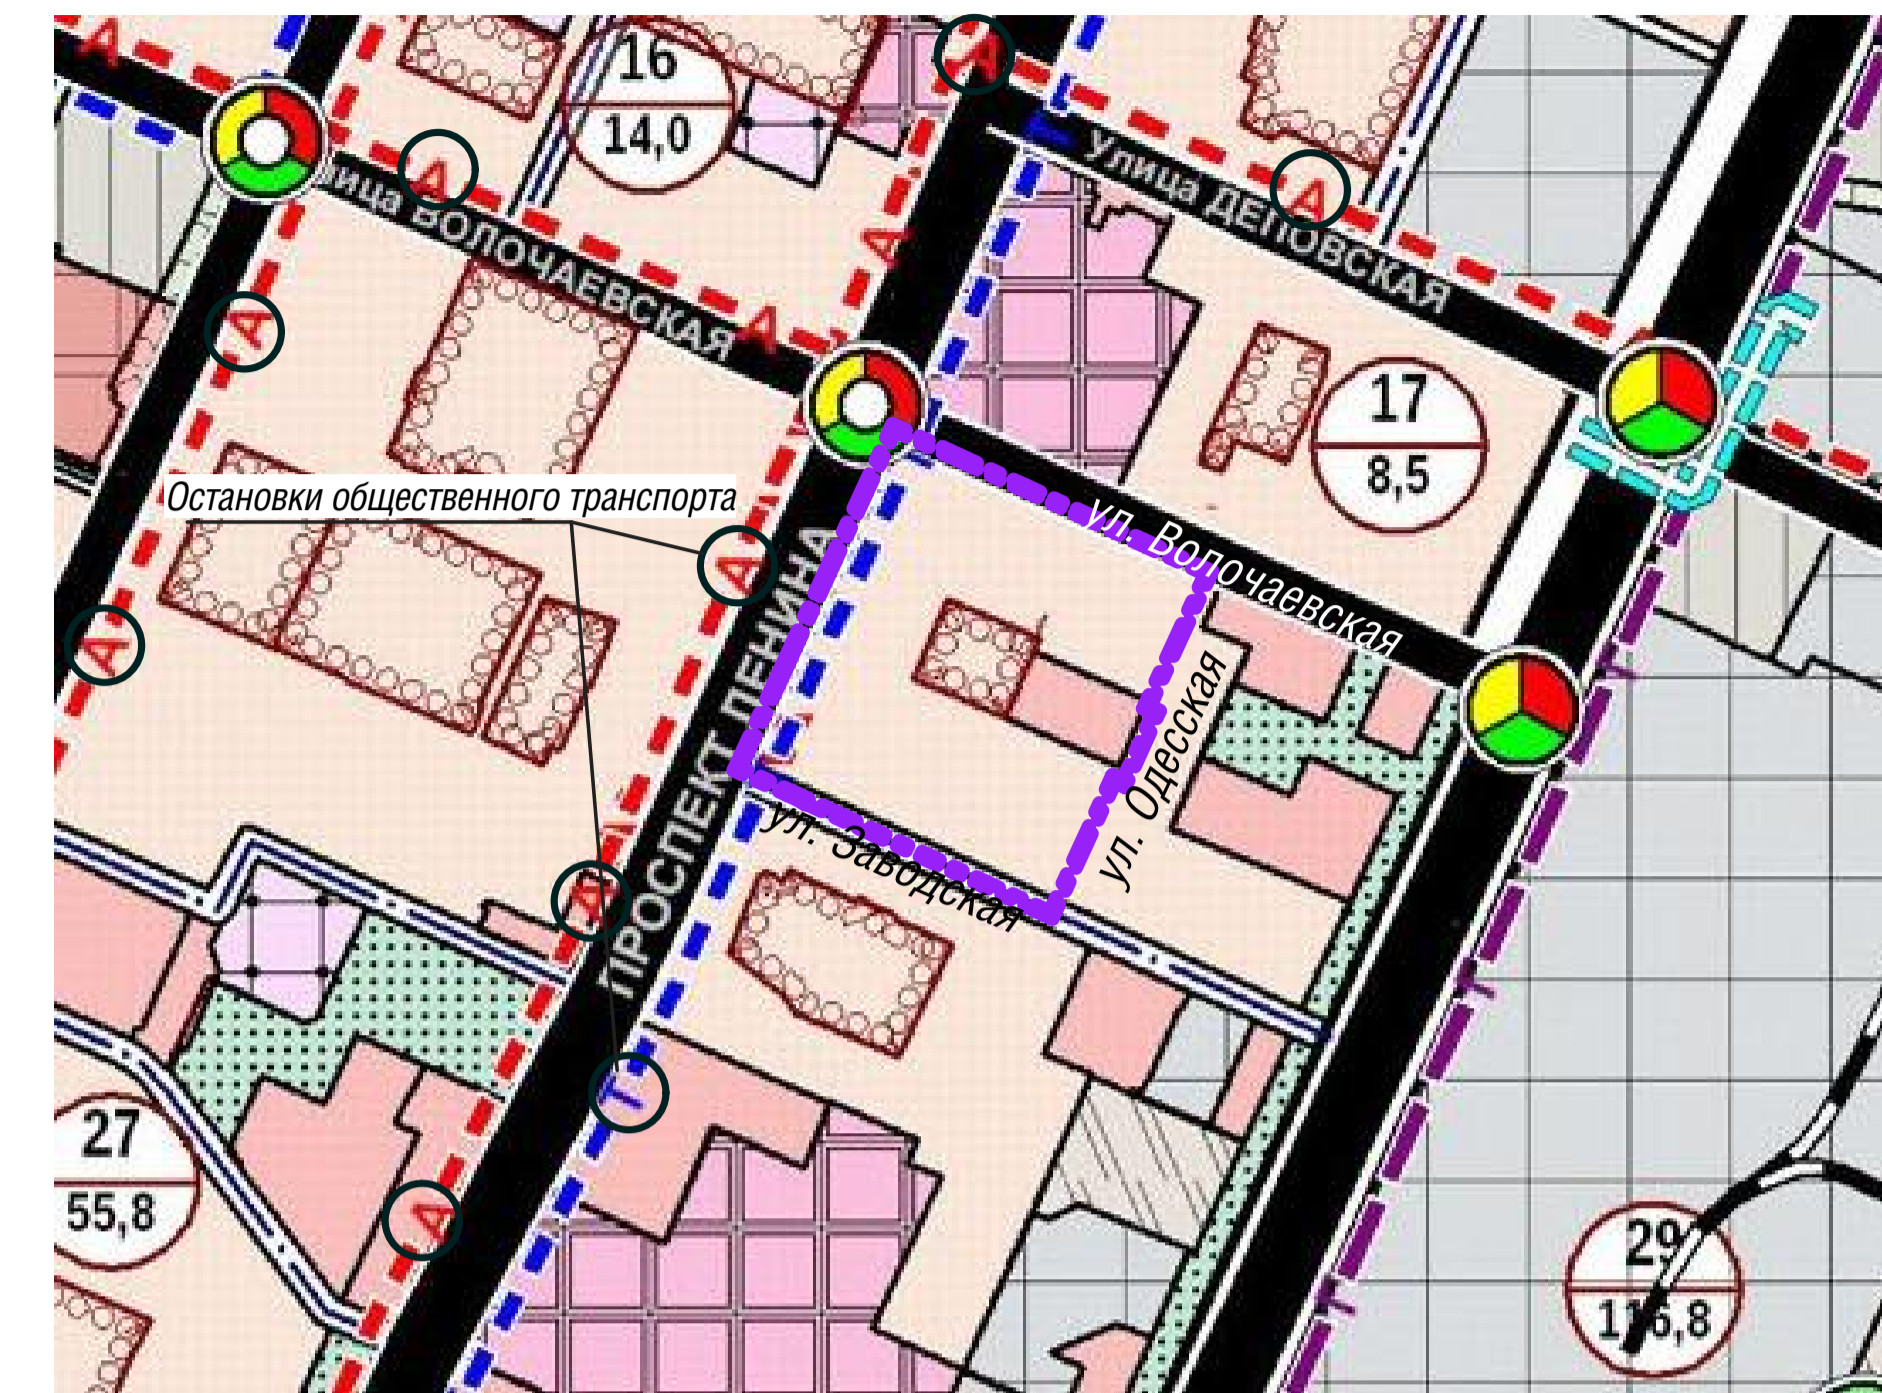 А
16
14,0
А
А
Улица ДЕПОВСКАЯ
А
А
улица ВОЛОЧАЕВСКАЯ
А
А
А
17
8,5
Остановки общественного транспорта
ул. Волочаевская
А
ПРОСПЕКТ ЛЕНИНА
ул. Одесская
А
Т
ул. Заводская
А
Т
Т
27
55,8
А
29
Т